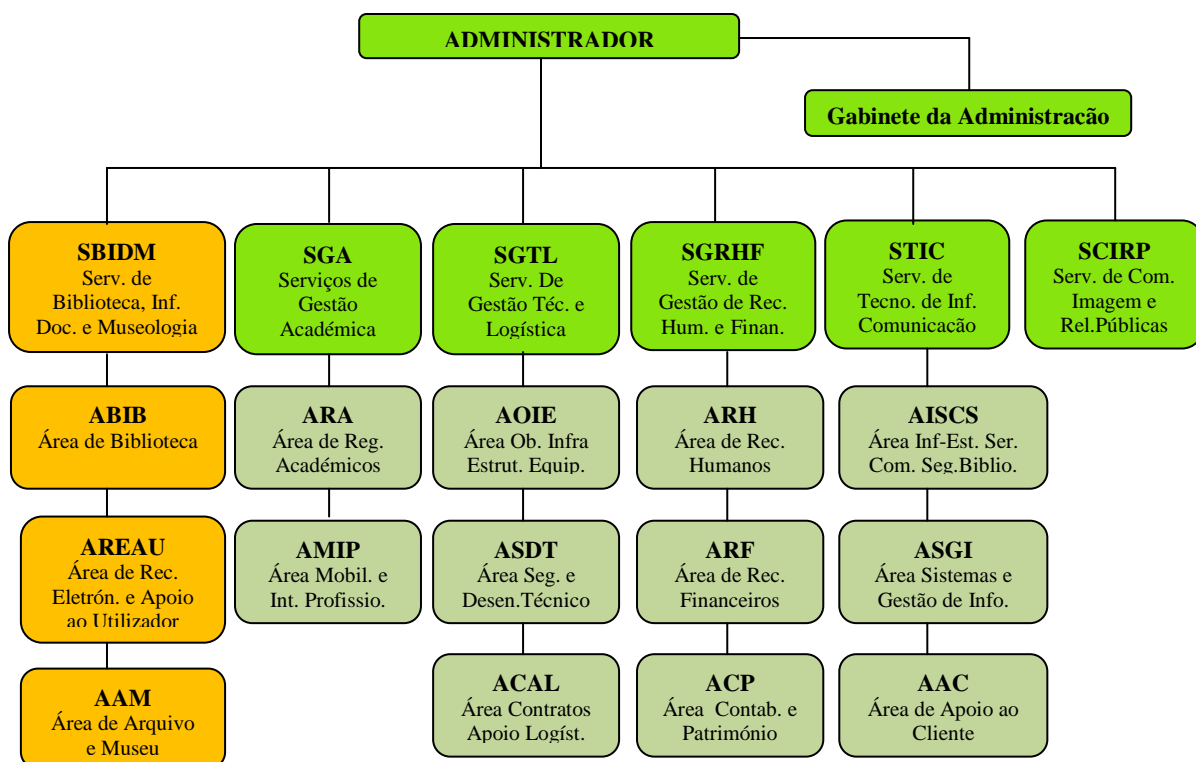 ADMINISTRADOR
Gabinete da Administração
SBIDM
Serv. de
Biblioteca, Inf.
Doc. e Museologia
SGA
Serviços de
Gestão
Académica
SGTL
Serv. De
Gestão Téc. e
Logística
SGRHF
Serv. de
Gestão de Rec.
Hum. e Finan.
STIC
Serv. de
Tecno. de Inf.
Comunicação
SCIRP
Serv. de Com.
Imagem e
Rel.Públicas
ABIB
Área de Biblioteca
ARA
Área de Reg.
Académicos
AOIE
Área Ob. Infra
Estrut. Equip.
ARH
Área de Rec.
Humanos
AISCS
Área Inf-Est. Ser.
Com. Seg.Biblio.
AREAU
Área de Rec.
Eletrón. e Apoio
ao Utilizador
AMIP
Área Mobil. e
Int. Profissio.
ASDT
Área Seg. e
Desen.Técnico
ARF
Área de Rec.
Financeiros
ASGI
Área Sistemas e
Gestão de Info.
AAM
Área de Arquivo
e Museu
ACAL
Área Contratos
Apoio Logíst.
ACP
Área Contab. e
Património
AAC
Área de Apoio ao
Cliente